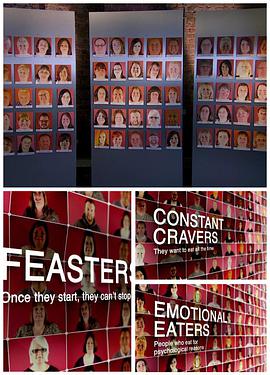 FEASTERS
Once they start, they can't stop
CONSTANT
CRAVERS
They want to eat all the time
EMOTIONAL
EATERS
People who eat for
psychological reasons